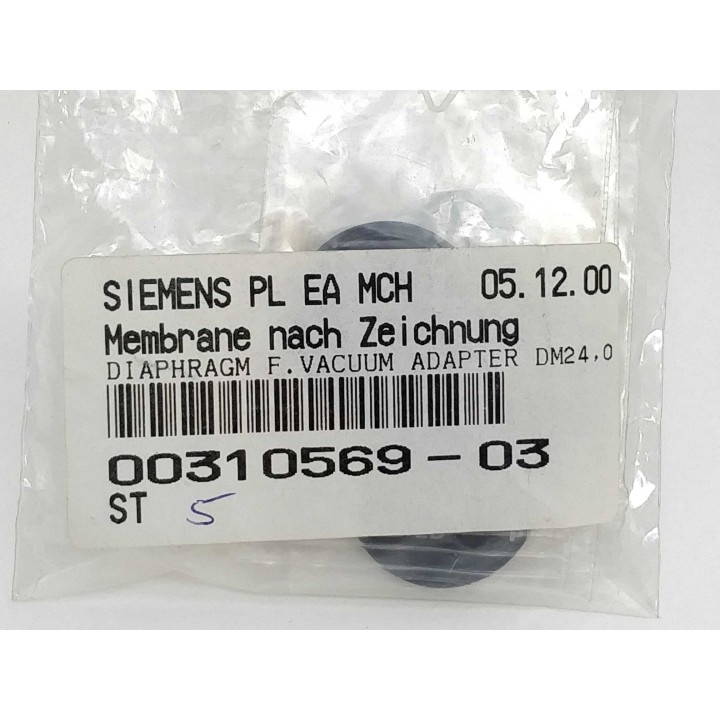 SIEMENS PL EA MCH 05.12.00
Membrane nach Zeichnung
DIAPHRAGM F.VACUUM ADAPTER DM24,0
00310569-03
ST 5